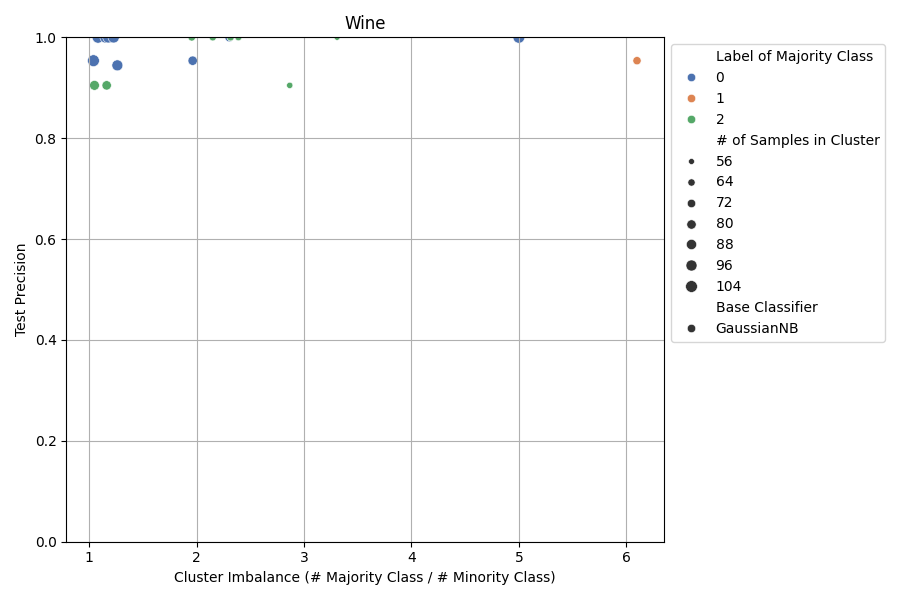 Wine
1.0
0.8
0.6
0.4
0.2
0.0
Test Precision
1 2 3 4 5 6
Cluster Imbalance (# Majority Class / # Minority Class)
Label of Majority Class
0
1
2
# of Samples in Cluster
56
64
72
80
88
96
104
Base Classifier
GaussianNB